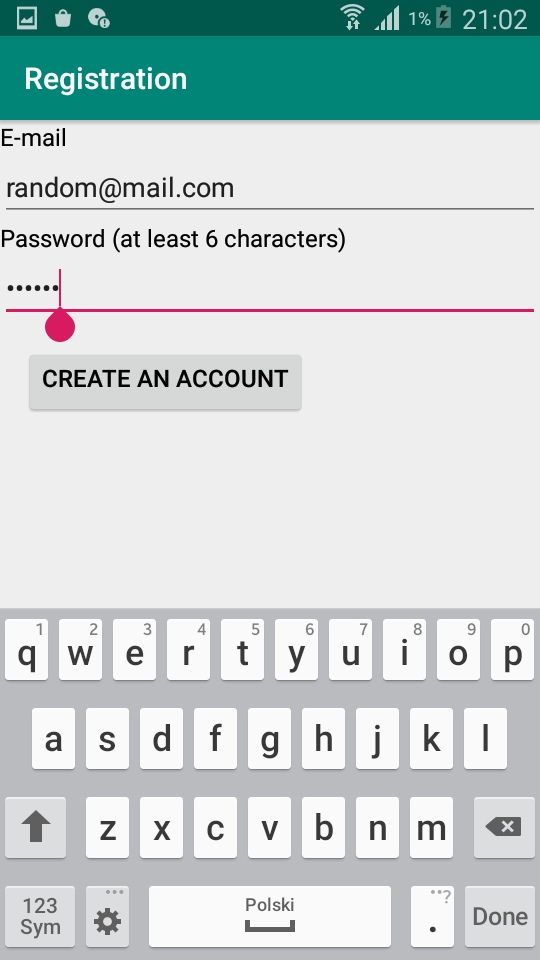 1% 21:02
Registration
E-mail
random@mail.com
Password (at least 6 characters)
••••••
CREATE AN ACCOUNT
1 2 3 4 5 6 7 8 9 0
q w e r t y u i o p
a s d f g h j k l
z x c v b n m
123 Sym Polski . ? Done